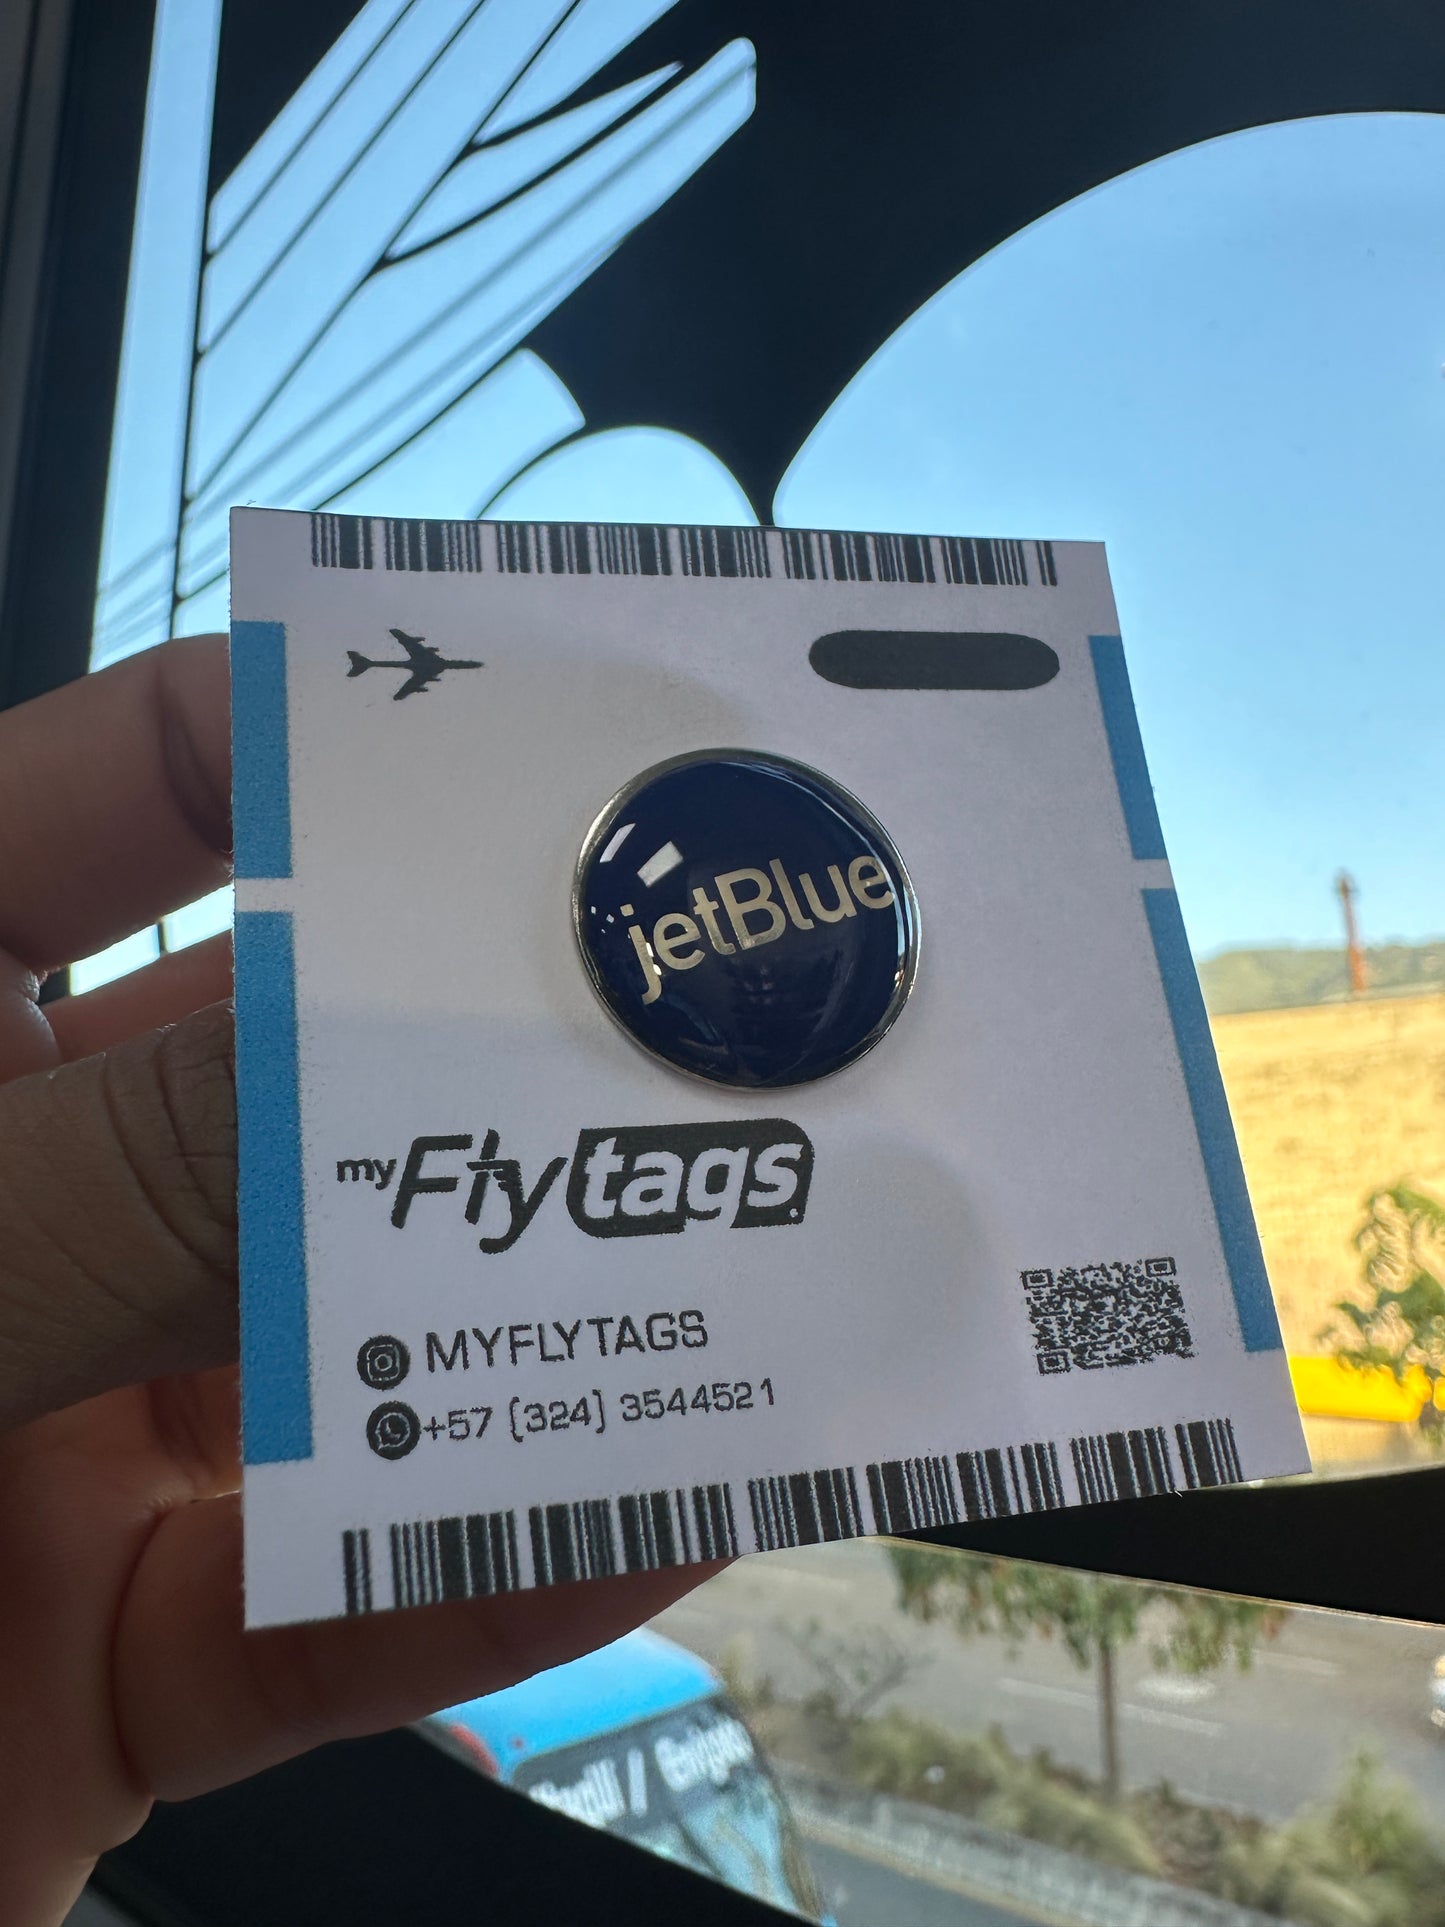 jetBlue
myFlytags
MYFLYTAGS
+57 (324) 3544521